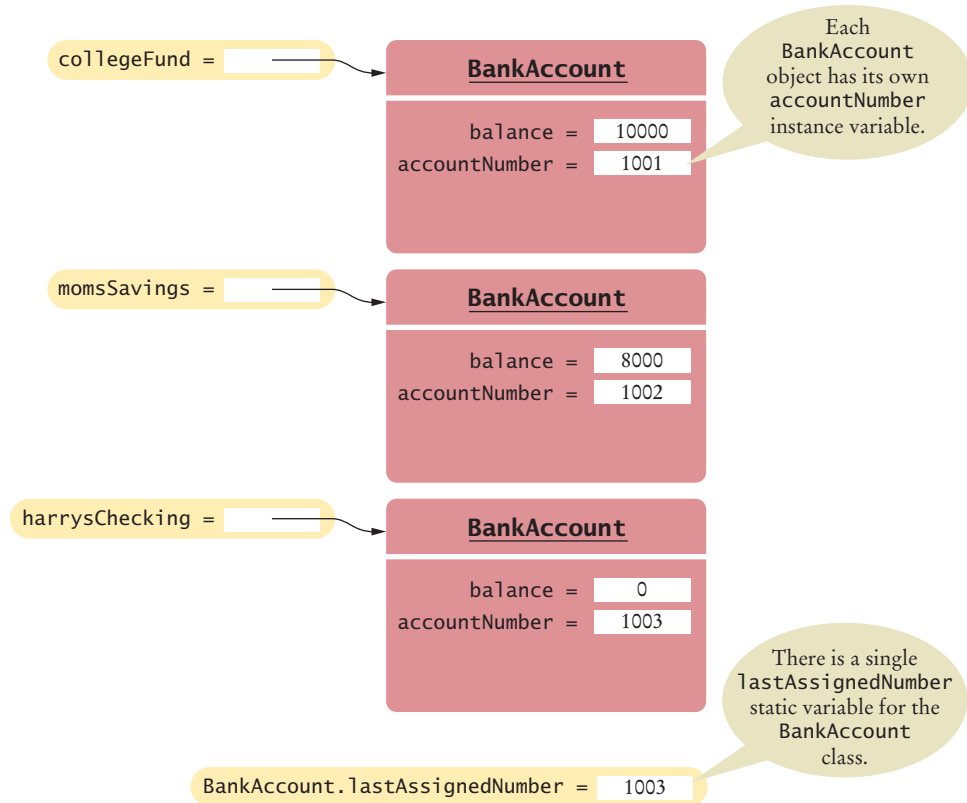 collegeFund =
BankAccount
balance = 10000
accountNumber = 1001
Each
BankAccount
object has its own
accountNumber
instance variable.
momsSavings =
BankAccount
balance = 8000
accountNumber = 1002
harrysChecking =
BankAccount
balance = 0
accountNumber = 1003
There is a single
lastAssignedNumber
static variable for the
BankAccount
class.
BankAccount.lastAssignedNumber = 1003